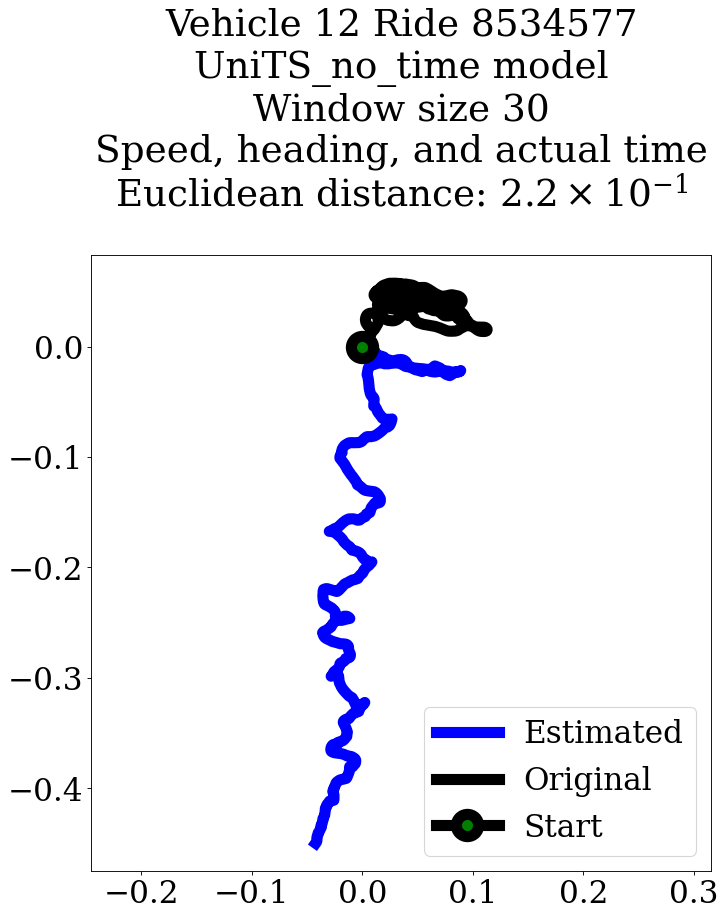 Vehicle 12 Ride 8534577
UniTS_no_time model
Window size 30
Speed, heading, and actual time
Euclidean distance: 2.2 × 10⁻¹
0.0
−0.1
−0.2
−0.3
−0.4
Estimated
Original
Start
−0.2 −0.1 0.0 0.1 0.2 0.3